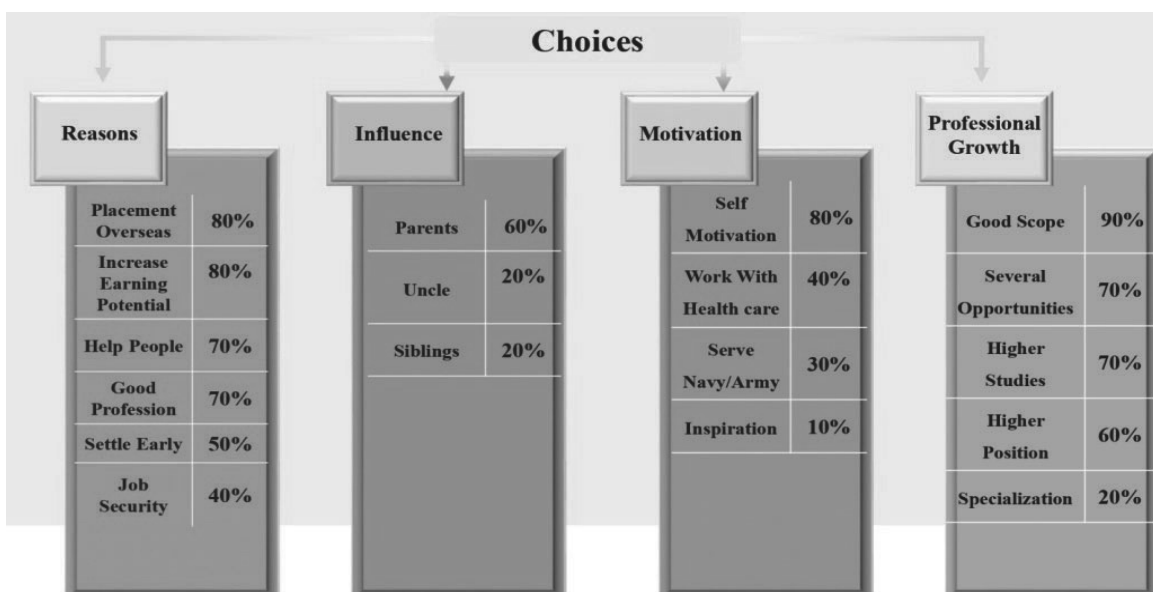 Choices
Reasons
Placement
Overseas
80%
Increase
Earning
Potential
80%
Help People
70%
Good
Profession
70%
Settle Early
50%
Job
Security
40%
Influence
Parents
60%
Uncle
20%
Siblings
20%
Motivation
Self
Motivation
80%
Work With
Health care
40%
Serve
Navy/Army
30%
Inspiration
10%
Professional
Growth
Good Scope
90%
Several
Opportunities
70%
Higher
Studies
70%
Higher
Position
60%
Specialization
20%